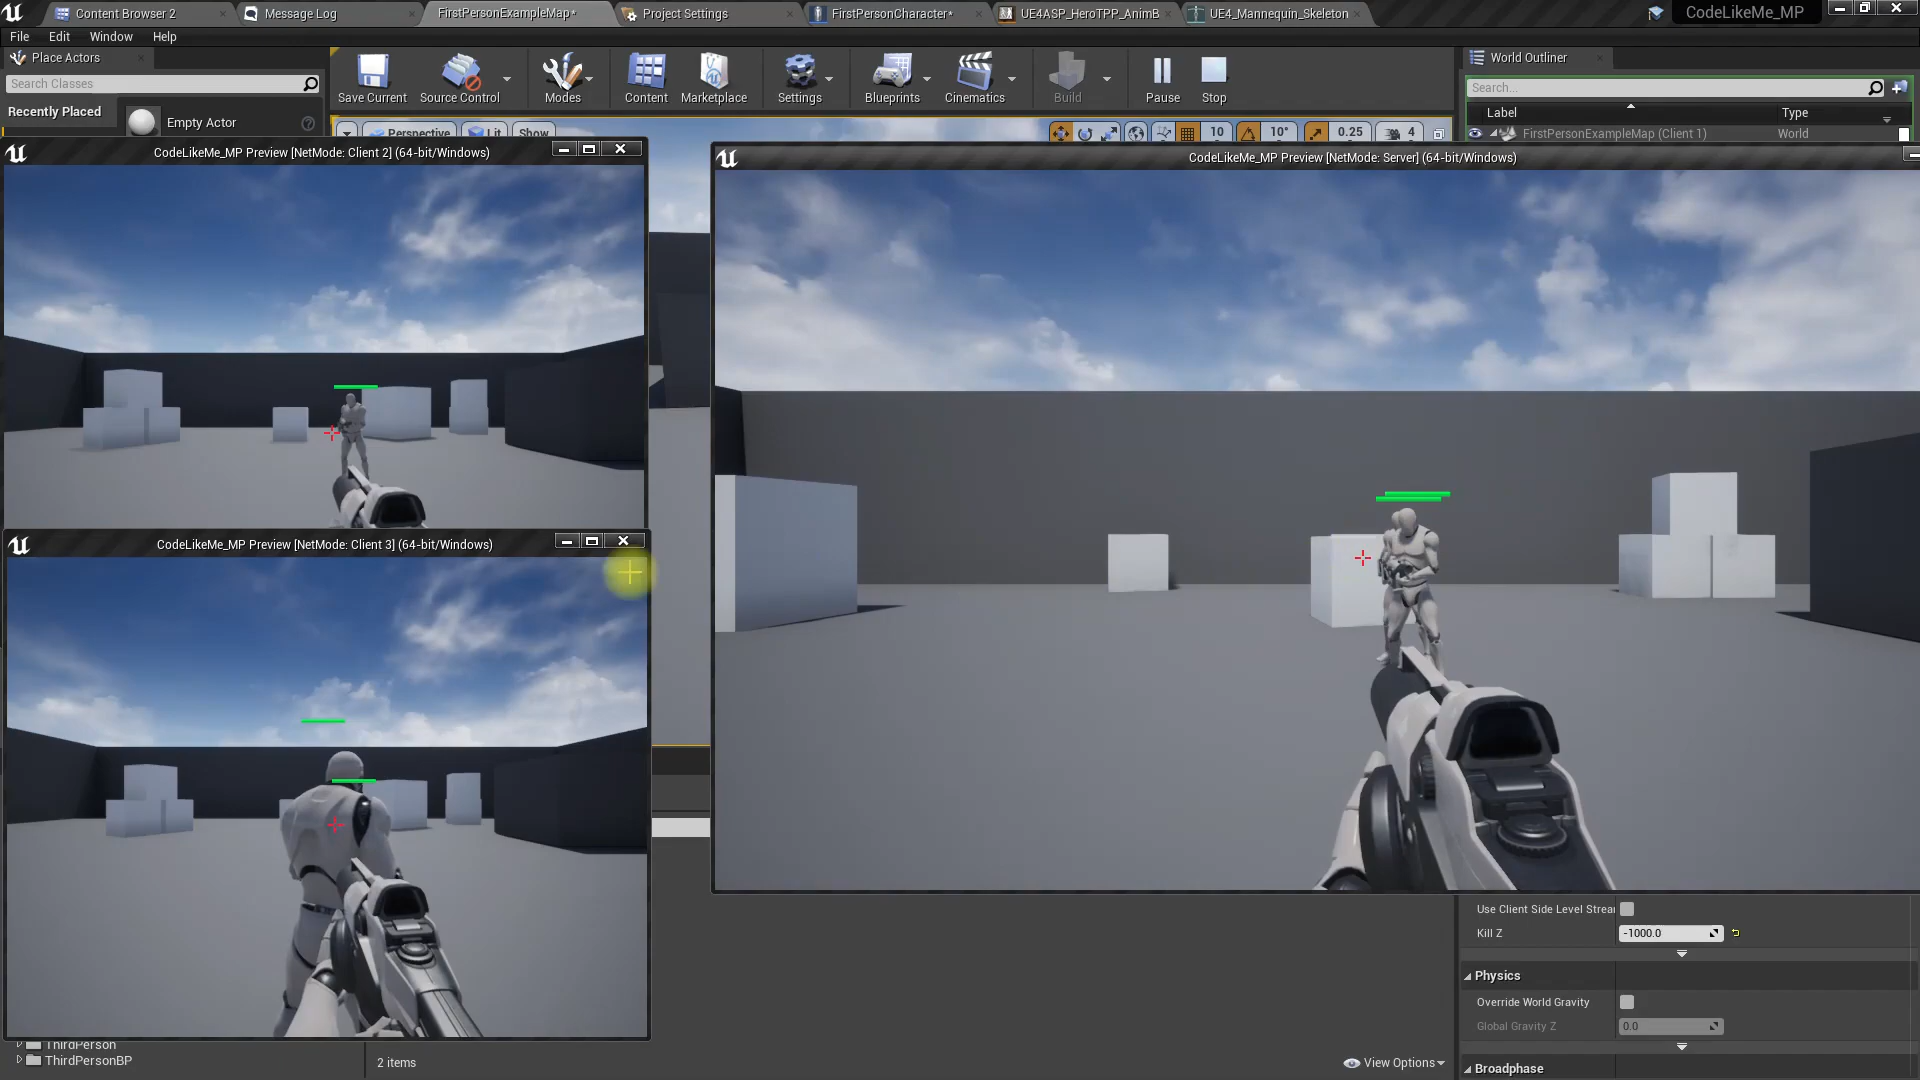 Content Browser 2
Message Log
FirstPersonExampleMap*
Project Settings
FirstPersonCharacter*
UE4ASP_HeroTPP_AnimB
UE4_Mannequin_Skeleton
CodeLikeMe_MP
File
Edit
Window
Help
Place Actors
Search Classes
Recently Placed
Empty Actor
Save Current
Source Control
Modes
Content
Marketplace
Settings
Blueprints
Cinematics
Build
Pause
Stop
Perspective
Lit
Show
10
10°
0.25
4
World Outliner
Search...
Label
Type
FirstPersonExampleMap (Client 1)
World
CodeLikeMe_MP Preview [NetMode: Client 2] (64-bit/Windows)
CodeLikeMe_MP Preview [NetMode: Server] (64-bit/Windows)
CodeLikeMe_MP Preview [NetMode: Client 3] (64-bit/Windows)
Use Client Side Level Strea
Kill Z
-1000.0
Physics
Override World Gravity
Global Gravity Z
0.0
Broadphase
ThirdPerson
ThirdPersonBP
2 items
View Options